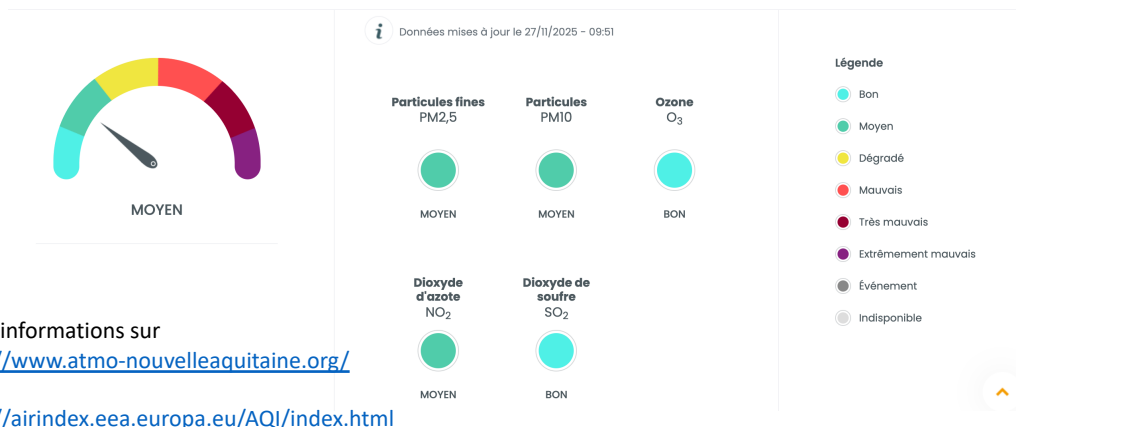 Données mises à jour le 27/11/2025 - 09:51
MOYEN
Particules fines
PM2,5
MOYEN
Particules
PM10
MOYEN
Ozone
O3
BON
Dioxyde
d'azote
NO2
MOYEN
Dioxyde de
soufre
SO2
BON
Légende
Bon
Moyen
Dégradé
Mauvais
Très mauvais
Extrêmement mauvais
Événement
Indisponible
informations sur
//www.atmo-nouvelleaquitaine.org/
//airindex.eea.europa.eu/AQI/index.html